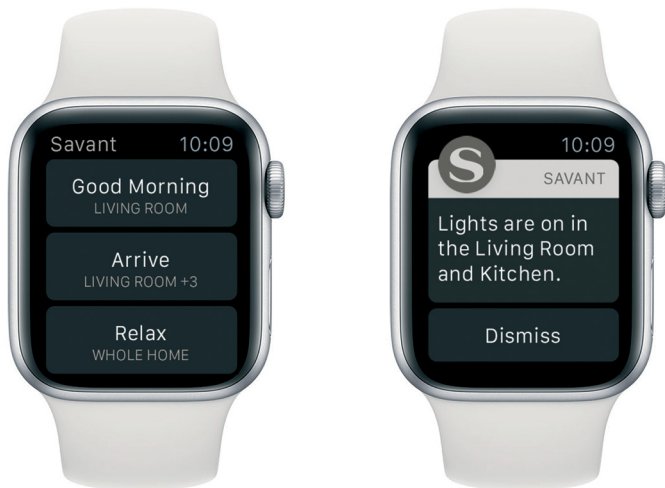 Savant 10:09
Good Morning
LIVING ROOM
Arrive
LIVING ROOM +3
Relax
WHOLE HOME
10:09
S
SAVANT
Lights are on in
the Living Room
and Kitchen.
Dismiss